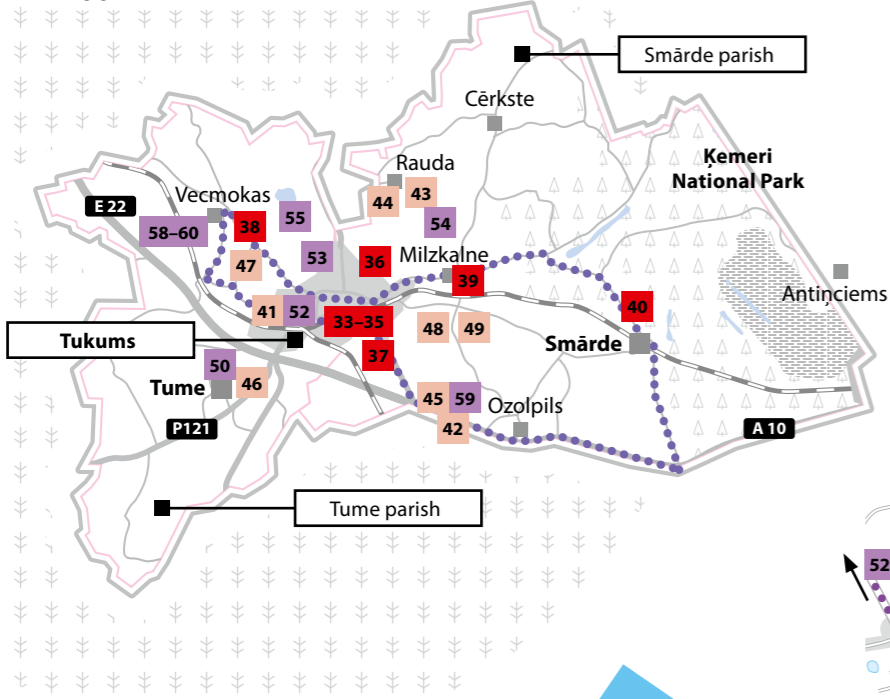 Smārde parish
Cērkste
Ķemeri
National Park
Rauda
43
44
Vecmokas
E 22
55
54
38
58–60
53
Milzkalne
36
47
39
Antiņciems
40
41
52
33–35
48
49
Tukums
Smārde
37
50
46
Tume
45
59
Ozolpils
P121
42
A 10
Tume parish
52